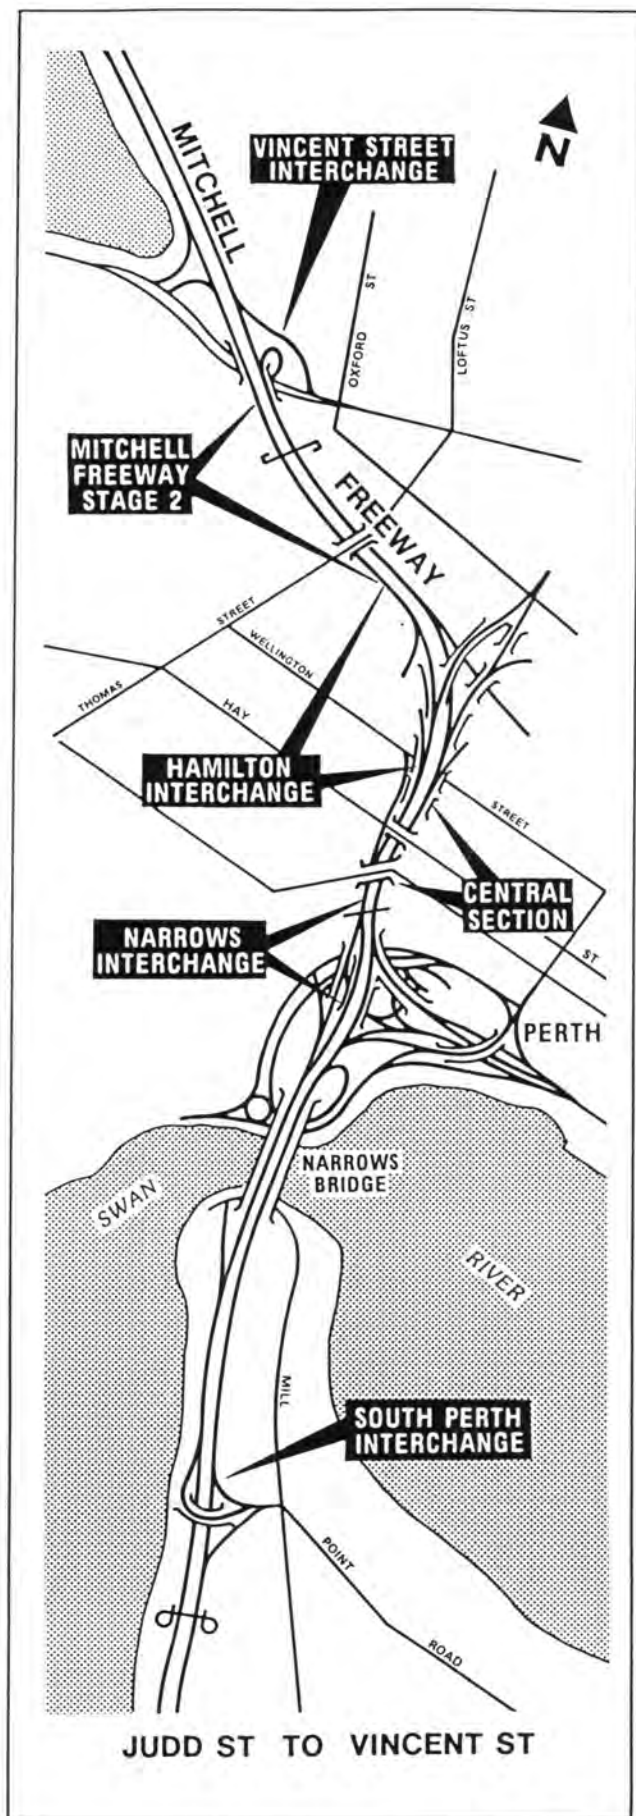 VINCENT STREET
INTERCHANGE
N
MITCHELL
OXFORD ST
LOFTUS ST
MITCHELL
FREEWAY
STAGE 2
FREEWAY
THOMAS STREET
WELLINGTON
STREET
HAY
ST
HAMILTON
INTERCHANGE
CENTRAL
SECTION
NARROWS
INTERCHANGE
PERTH
NARROWS
BRIDGE
SWAN
RIVER
MILL
SOUTH PERTH
INTERCHANGE
POINT
ROAD
JUDD ST TO VINCENT ST